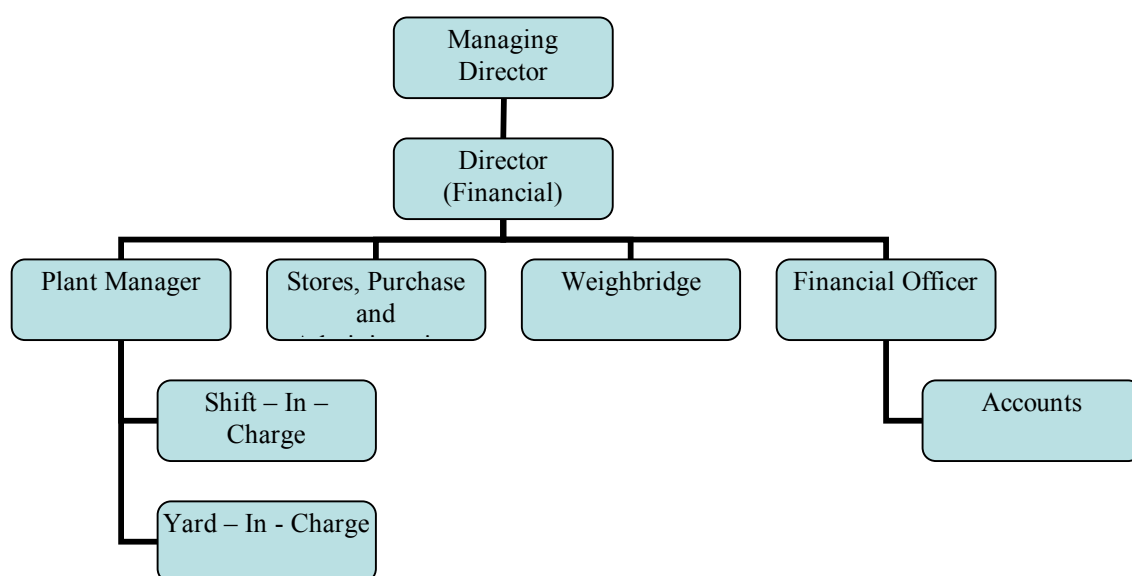 Managing
Director
Director
(Financial)
Plant Manager
Stores, Purchase
and
Weighbridge
Financial Officer
Shift – In –
Charge
Accounts
Yard – In - Charge